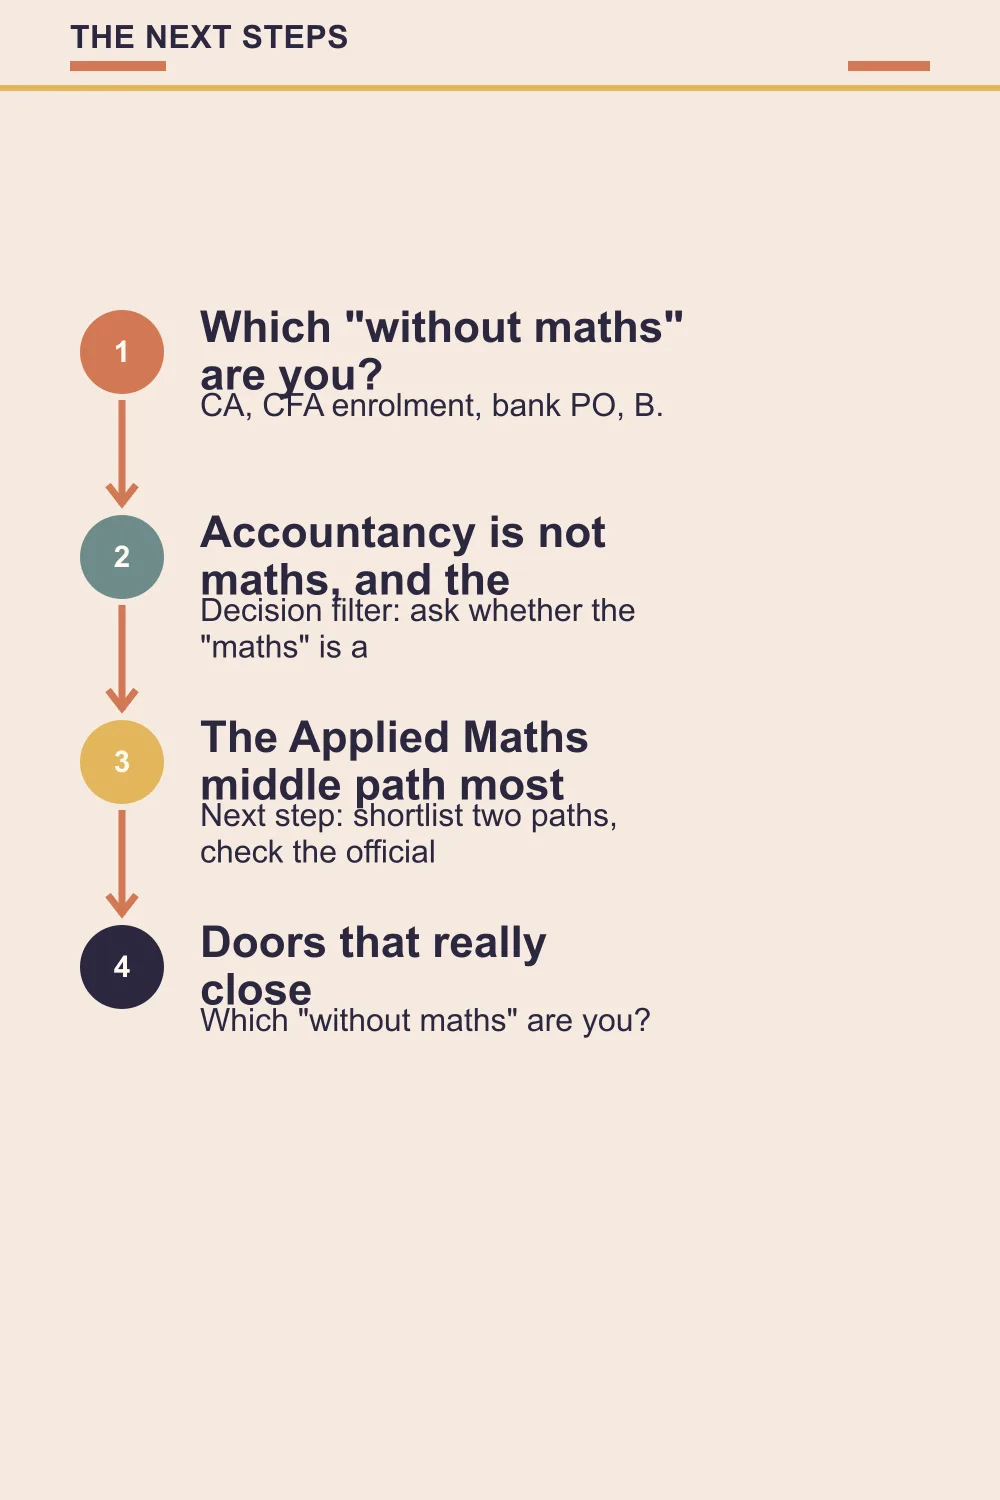 THE NEXT STEPS
1
Which "without maths"
are you?
CA, CFA enrolment, bank PO, B.
2
Accountancy is not
maths, and the
Decision filter: ask whether the
"maths" is a
3
The Applied Maths
middle path most
Next step: shortlist two paths,
check the official
4
Doors that really
close
Which "without maths" are you?